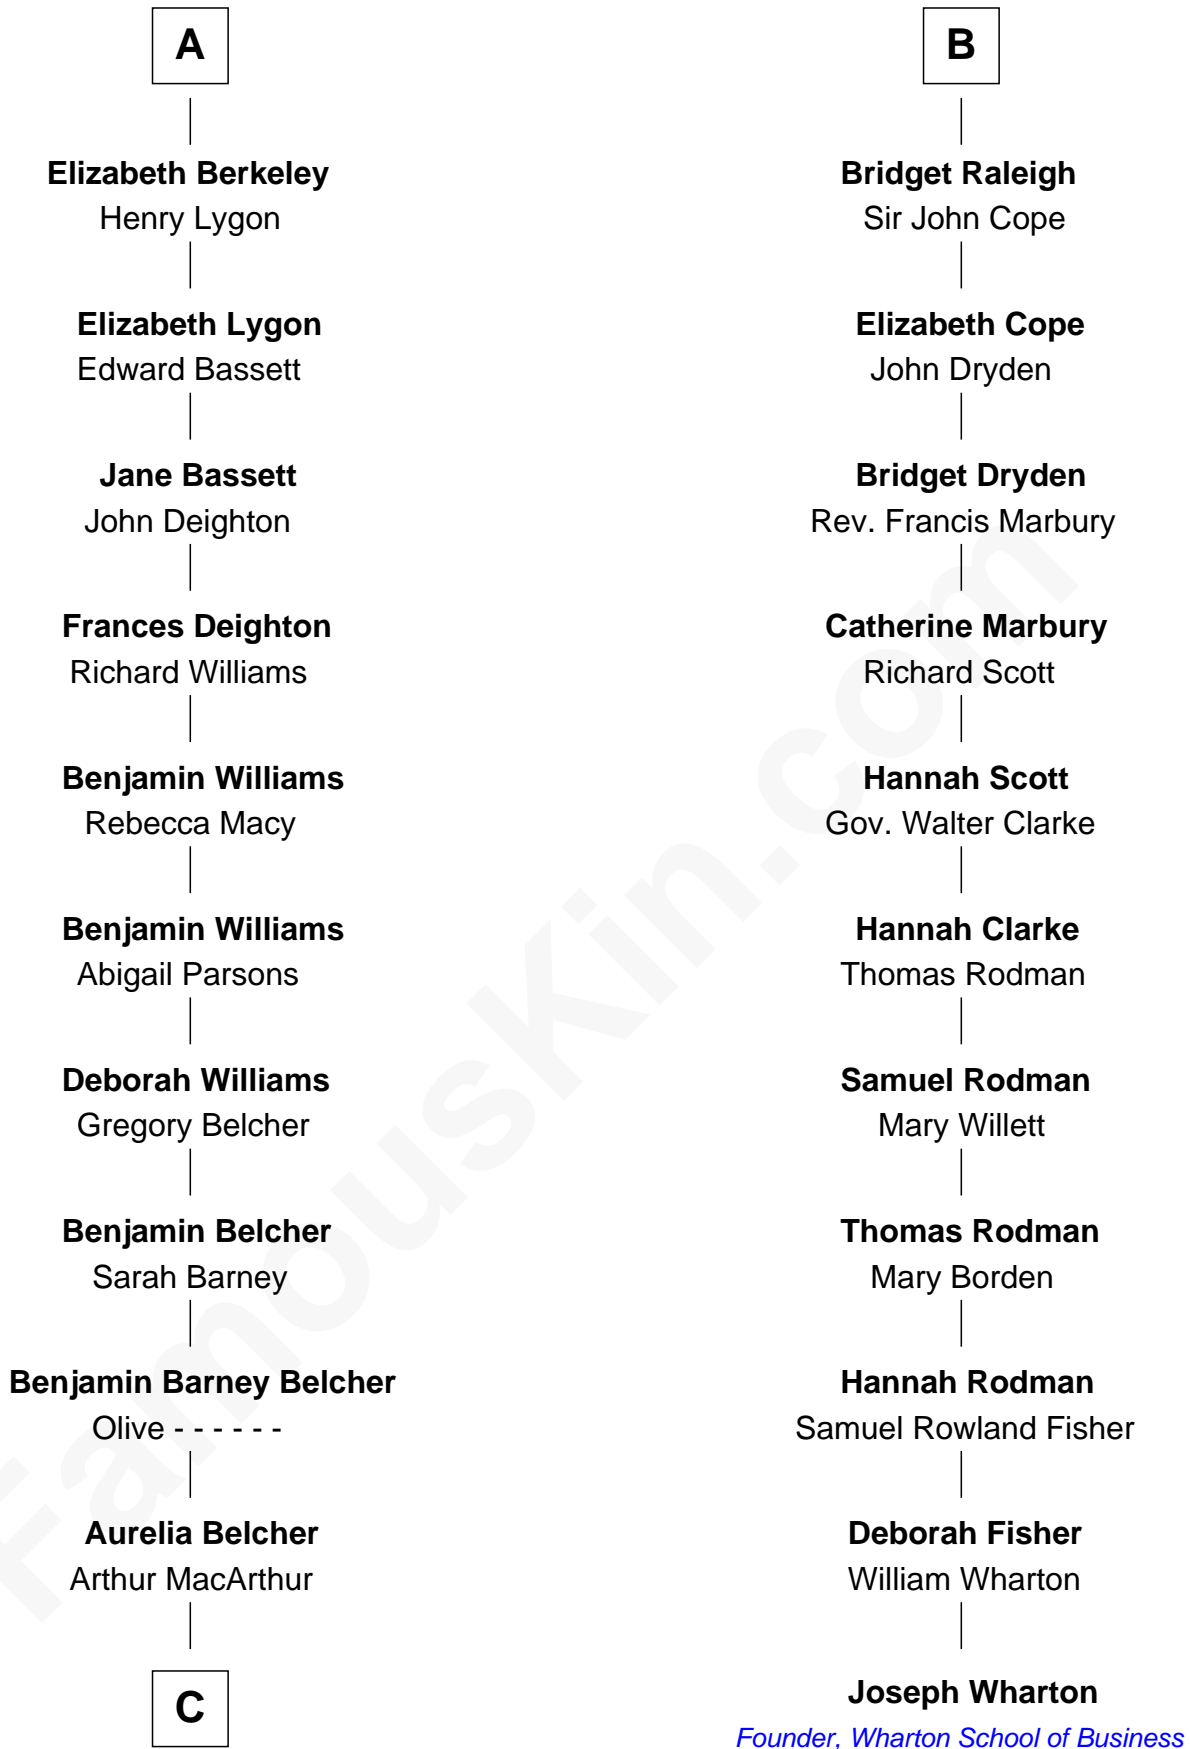 A
Elizabeth Berkeley
Henry Lygon
Elizabeth Lygon
Edward Bassett
Jane Bassett
John Deighton
Frances Deighton
Richard Williams
Benjamin Williams
Rebecca Macy
Benjamin Williams
Abigail Parsons
Deborah Williams
Gregory Belcher
Benjamin Belcher
Sarah Barney
Benjamin Barney Belcher
Olive - - - - - -
Aurelia Belcher
Arthur MacArthur
C
B
Bridget Raleigh
Sir John Cope
Elizabeth Cope
John Dryden
Bridget Dryden
Rev. Francis Marbury
Catherine Marbury
Richard Scott
Hannah Scott
Gov. Walter Clarke
Hannah Clarke
Thomas Rodman
Samuel Rodman
Mary Willett
Thomas Rodman
Mary Borden
Hannah Rodman
Samuel Rowland Fisher
Deborah Fisher
William Wharton
Joseph Wharton
Founder, Wharton School of Business
FamousKin.com